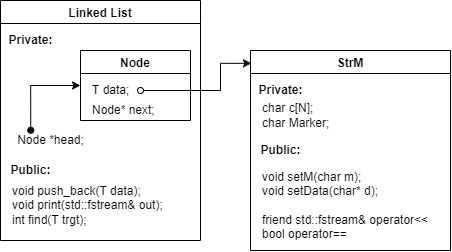 Linked List
Private:
Node
T data;
Node* next;
Node *head;
Public:
void push_back(T data);
void print(std::fstream& out);
int find(T trgt);
StrM
Private:
char c[N];
char Marker;
Public:
void setM(char m);
void setData(char* d);
friend std::fstream& operator<<
bool operator==